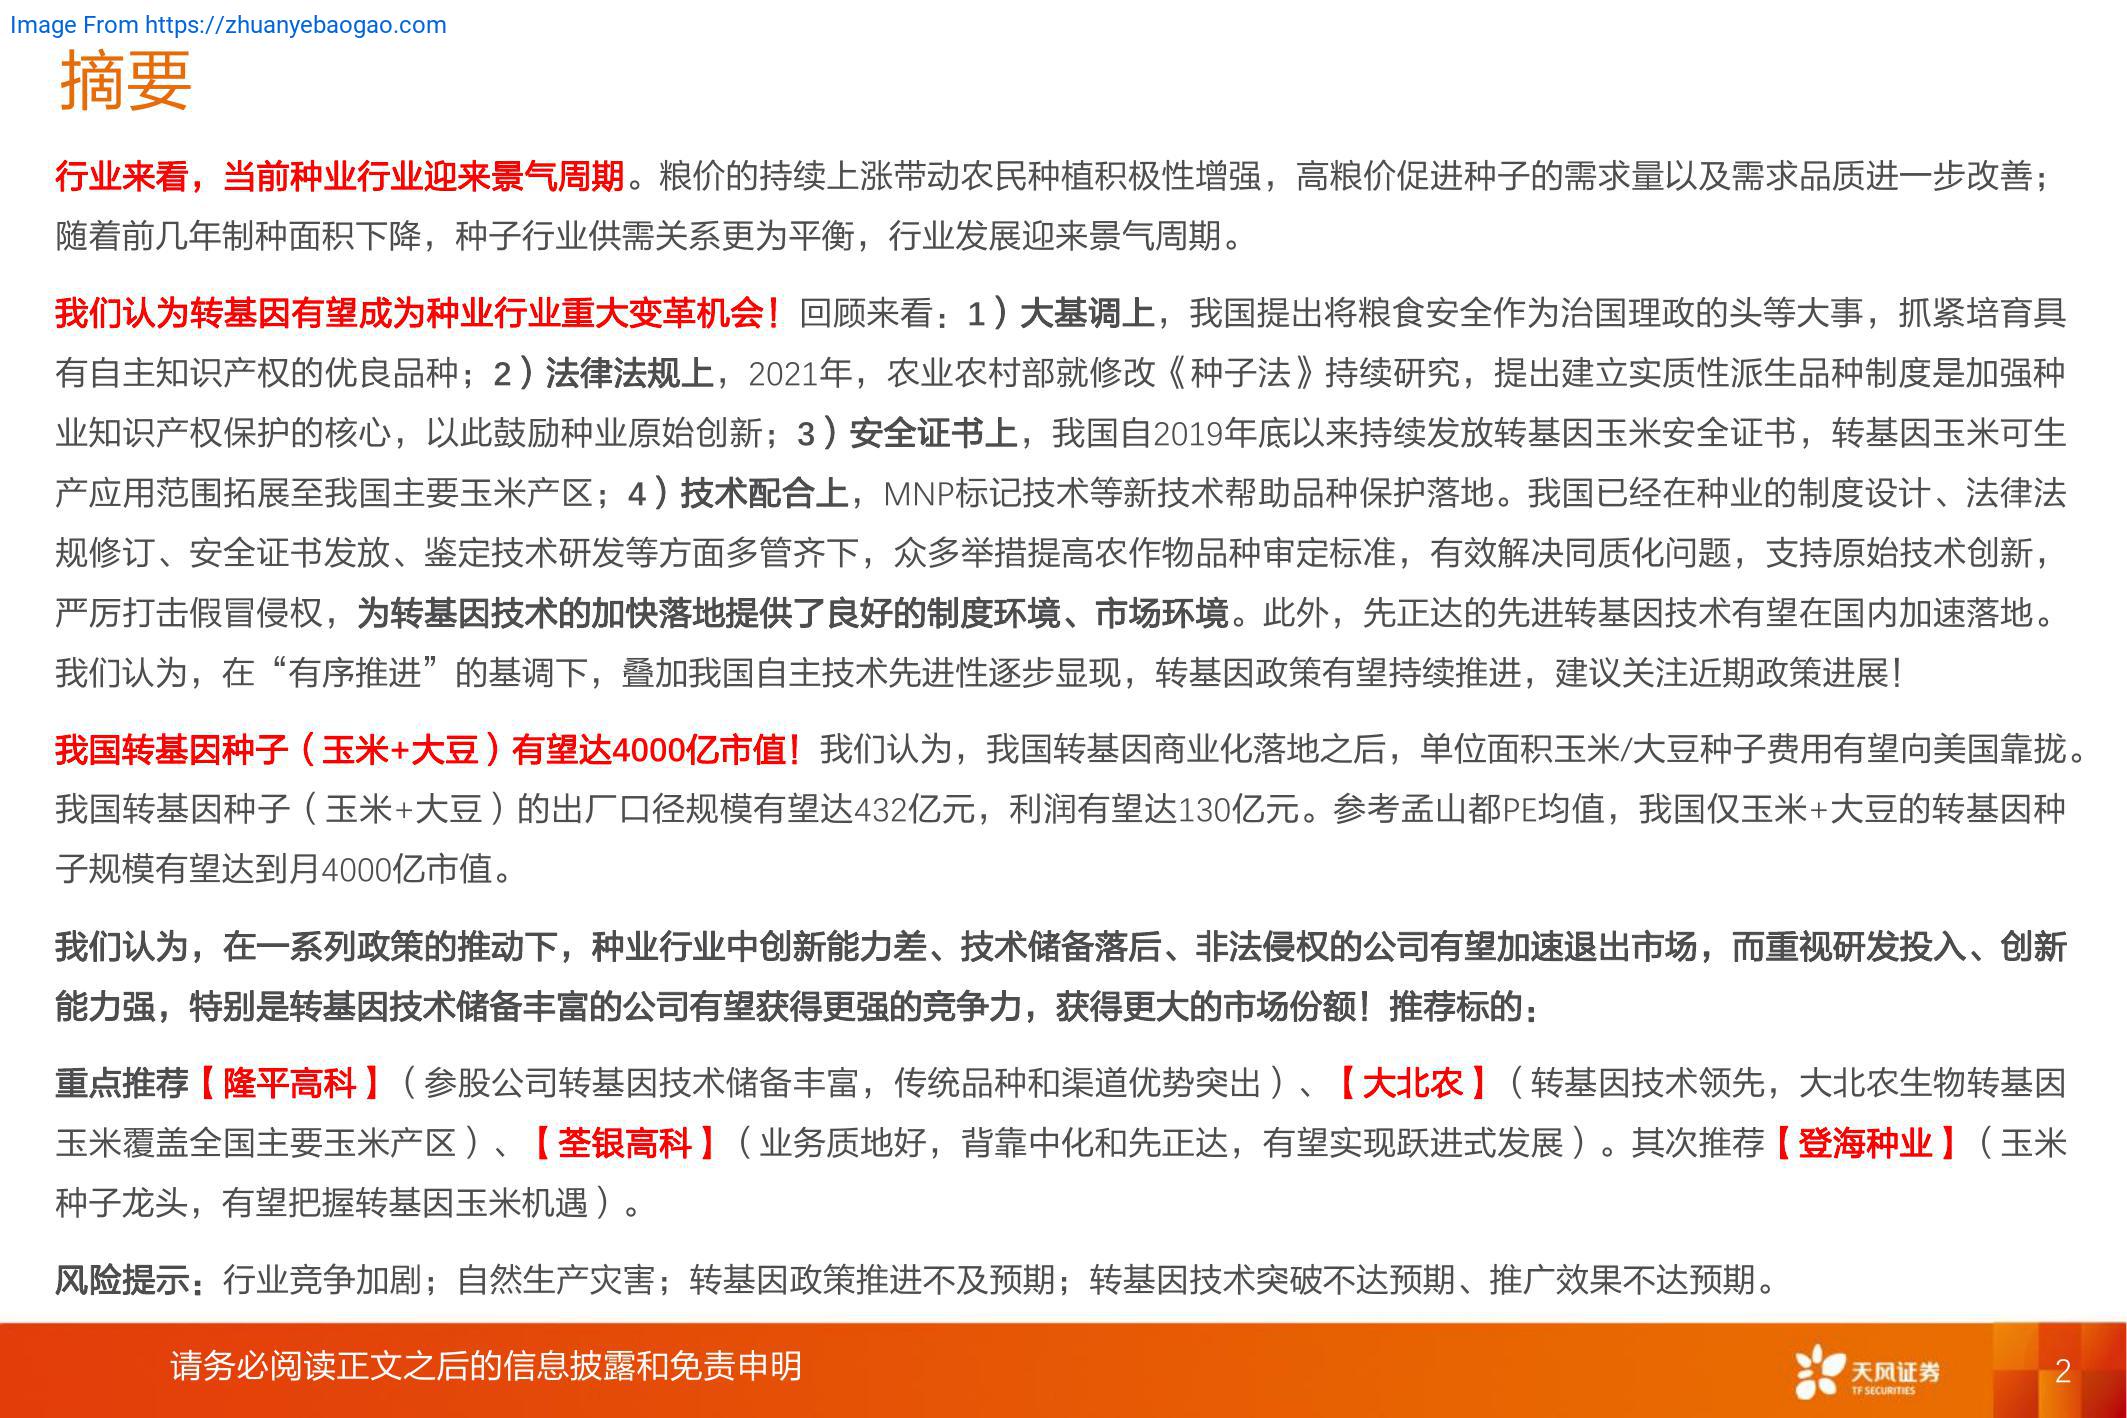 Image From https://zhuanyebaogao.com
摘要
行业来看，当前种业行业迎来景气周期。粮价的持续上涨带动农民种植积极性增强，高粮价促进种子的需求量以及需求品质进一步改善；
随着前几年制种面积下降，种子行业供需关系更为平衡，行业发展迎来景气周期。
我们认为转基因有望成为种业行业重大变革机会！回顾来看：1）大基调上，我国提出将粮食安全作为治国理政的头等大事，抓紧培育具
有自主知识产权的优良品种；2）法律法规上，2021年，农业农村部就修改《种子法》持续研究，提出建立实质性派生品种制度是加强种
业知识产权保护的核心，以此鼓励种业原始创新；3）安全证书上，我国自2019年底以来持续发放转基因玉米安全证书，转基因玉米可生
产应用范围拓展至我国主要玉米产区；4）技术配合上，MNP标记技术等新技术帮助品种保护落地。我国已经在种业的制度设计、法律法
规修订、安全证书发放、鉴定技术研发等方面多管齐下，众多举措提高农作物品种审定标准，有效解决同质化问题，支持原始技术创新，
严厉打击假冒侵权，为转基因技术的加快落地提供了良好的制度环境、市场环境。此外，先正达的先进转基因技术有望在国内加速落地。
我们认为，在“有序推进”的基调下，叠加我国自主技术先进性逐步显现，转基因政策有望持续推进，建议关注近期政策进展！
我国转基因种子（玉米+大豆）有望达4000亿市值！我们认为，我国转基因商业化落地之后，单位面积玉米/大豆种子费用有望向美国靠拢。
我国转基因种子（玉米+大豆）的出厂口径规模有望达432亿元，利润有望达130亿元。参考孟山都PE均值，我国仅玉米+大豆的转基因种
子规模有望达到月4000亿市值。
我们认为，在一系列政策的推动下，种业行业中创新能力差、技术储备落后、非法侵权的公司有望加速退出市场，而重视研发投入、创新
能力强，特别是转基因技术储备丰富的公司有望获得更强的竞争力，获得更大的市场份额！推荐标的：
重点推荐【隆平高科】（参股公司转基因技术储备丰富，传统品种和渠道优势突出）、【大北农】（转基因技术领先，大北农生物转基因
玉米覆盖全国主要玉米产区）、【荃银高科】（业务质地好，背靠中化和先正达，有望实现跃进式发展）。其次推荐【登海种业】（玉米
种子龙头，有望把握转基因玉米机遇）。
风险提示：行业竞争加剧；自然生产灾害；转基因政策推进不及预期；转基因技术突破不达预期、推广效果不达预期。
请务必阅读正文之后的信息披露和免责申明
天风证券
TF SECURITIES
2